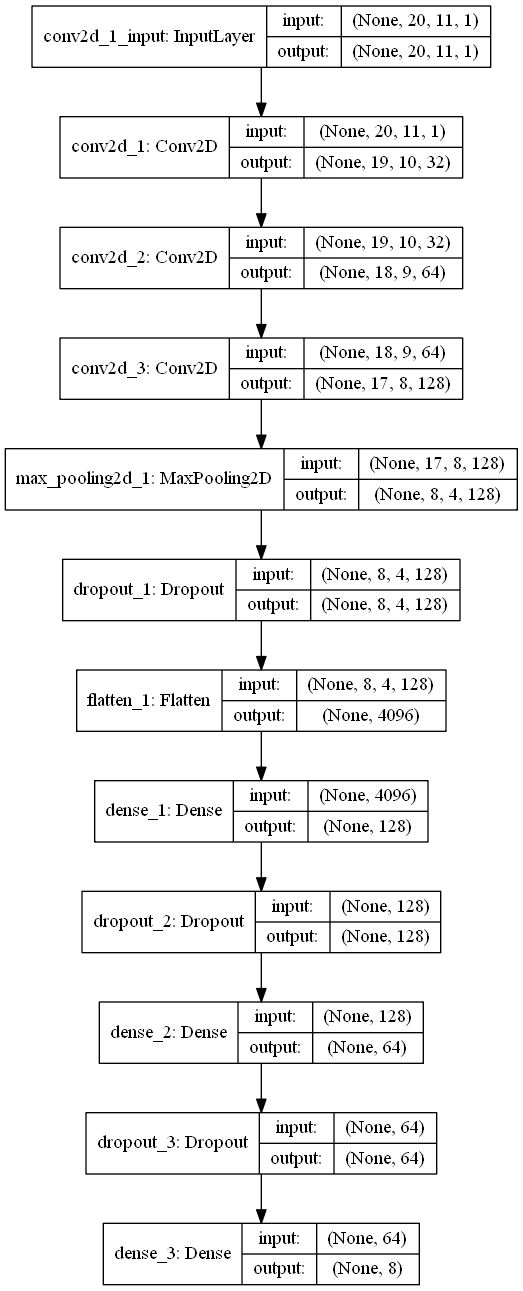 conv2d_1_input: InputLayer
input: (None, 20, 11, 1)
output: (None, 20, 11, 1)
conv2d_1: Conv2D
input: (None, 20, 11, 1)
output: (None, 19, 10, 32)
conv2d_2: Conv2D
input: (None, 19, 10, 32)
output: (None, 18, 9, 64)
conv2d_3: Conv2D
input: (None, 18, 9, 64)
output: (None, 17, 8, 128)
max_pooling2d_1: MaxPooling2D
input: (None, 17, 8, 128)
output: (None, 8, 4, 128)
dropout_1: Dropout
input: (None, 8, 4, 128)
output: (None, 8, 4, 128)
flatten_1: Flatten
input: (None, 8, 4, 128)
output: (None, 4096)
dense_1: Dense
input: (None, 4096)
output: (None, 128)
dropout_2: Dropout
input: (None, 128)
output: (None, 128)
dense_2: Dense
input: (None, 128)
output: (None, 64)
dropout_3: Dropout
input: (None, 64)
output: (None, 64)
dense_3: Dense
input: (None, 64)
output: (None, 8)